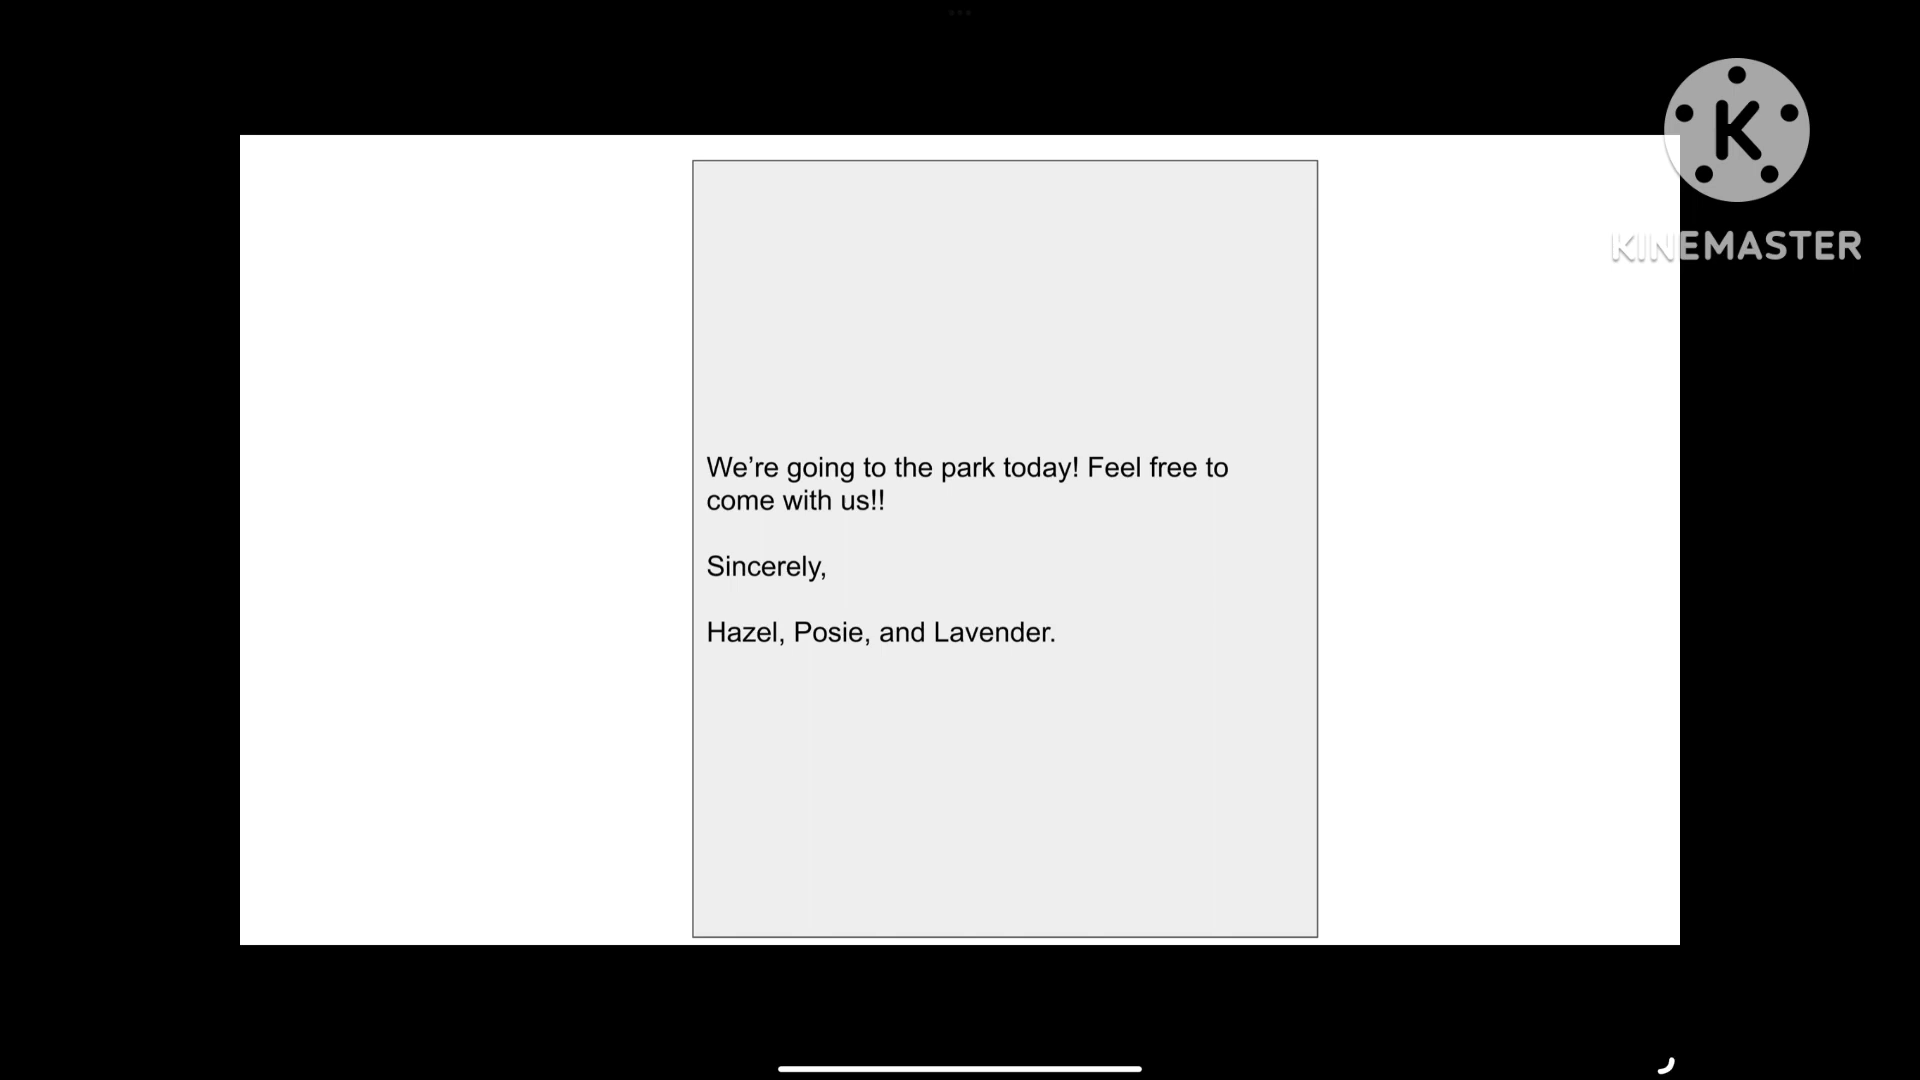 K
KINEMASTER
We’re going to the park today! Feel free to
come with us!!
Sincerely,
Hazel, Posie, and Lavender.